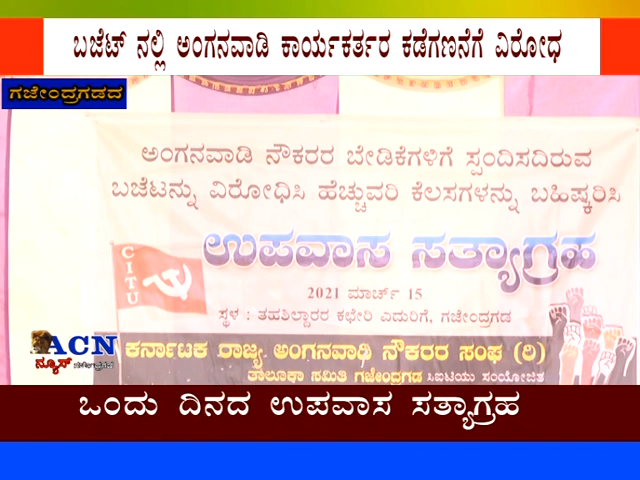 ಬಜೆಟ್ ನಲ್ಲಿ ಅಂಗನವಾಡಿ ಕಾರ್ಯಕರ್ತರ ಕಡೆಗಣನೆಗೆ ವಿರೋಧ
ಗಜೇಂದ್ರಗಡದ
ಅಂಗನವಾಡಿ ನೌಕರರ ಬೇಡಿಕೆಗಳಿಗೆ ಸ್ಪಂದಿಸದಿರುವ
ಬಜೆಟನ್ನು ವಿರೋಧಿಸಿ ಹೆಚ್ಚುವರಿ ಕೆಲಸಗಳನ್ನು ಬಹಿಷ್ಕರಿಸಿ
ಉಪವಾಸ ಸತ್ಯಾಗ್ರಹ
CITU
2021 ಮಾರ್ಚ್ 15
ಸ್ಥಳ : ತಹಶಿಲ್ದಾರರ ಕಛೇರಿ ಎದುರಿಗೆ, ಗಜೇಂದ್ರಗಡ
ACN
ನ್ಯೂಸ್
ಕರ್ನಾಟಕ ರಾಜ್ಯ ಅಂಗನವಾಡಿ ನೌಕರರ ಸಂಘ (ರಿ)
ತಾಲೂಕಾ ಸಮಿತಿ ಗಜೇಂದ್ರಗಡ ಸಿಐಟಿಯು ಸಂಯೋಜಿತ
ಒಂದು ದಿನದ ಉಪವಾಸ ಸತ್ಯಾಗ್ರಹ